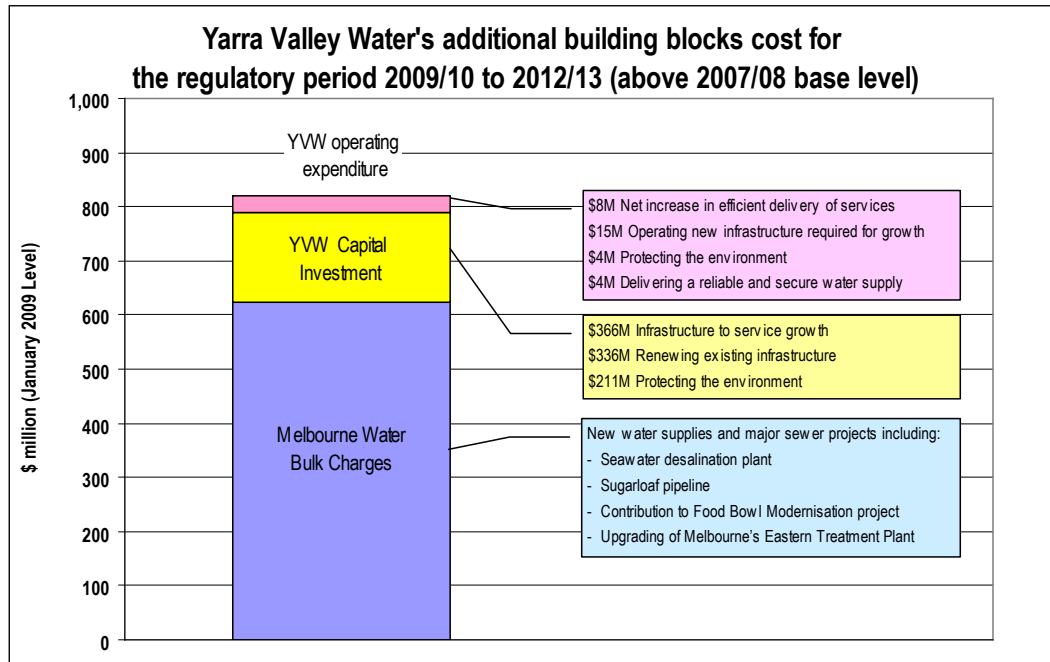 Yarra Valley Water's additional building blocks cost for
the regulatory period 2009/10 to 2012/13 (above 2007/08 base level)
$ million (January 2009 Level)
1,000
900
800
700
600
500
400
300
200
100
0
YVW operating
expenditure
YVW Capital
Investment
Melbourne Water
Bulk Charges
$8M Net increase in efficient delivery of services
$15M Operating new infrastructure required for growth
$4M Protecting the environment
$4M Delivering a reliable and secure water supply
$366M Infrastructure to service growth
$336M Renewing existing infrastructure
$211M Protecting the environment
New water supplies and major sewer projects including:
- Seawater desalination plant
- Sugarloaf pipeline
- Contribution to Food Bowl Modernisation project
- Upgrading of Melbourne's Eastern Treatment Plant